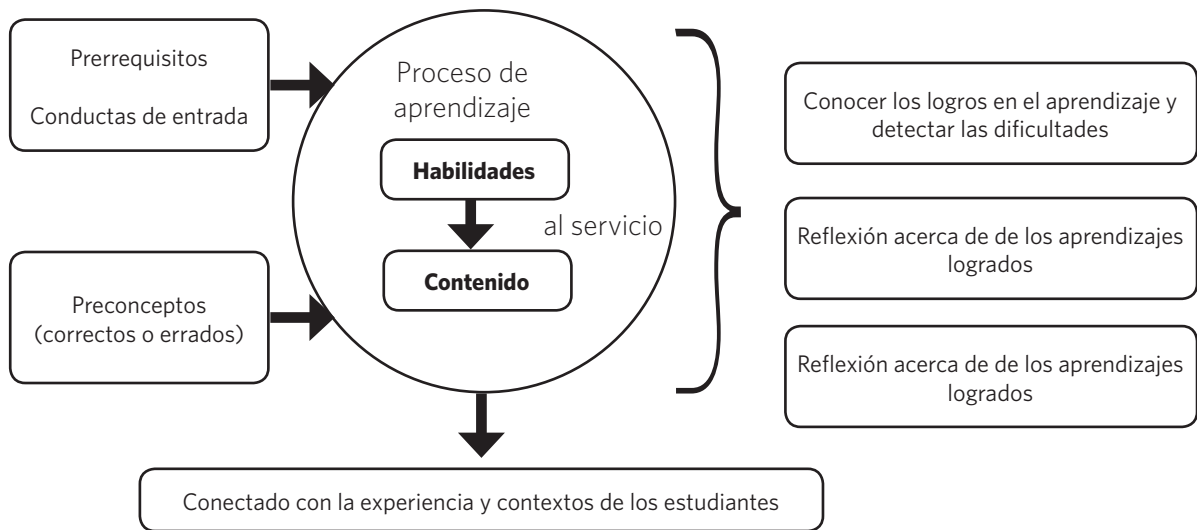 Prerrequisitos
Conductas de entrada
Preconceptos
(correctos o errados)
Proceso de
aprendizaje
Habilidades
al servicio
Contenido
Conocer los logros en el aprendizaje y
detectar las dificultades
Reflexión acerca de de los aprendizajes
logrados
Reflexión acerca de de los aprendizajes
logrados
Conectado con la experiencia y contextos de los estudiantes